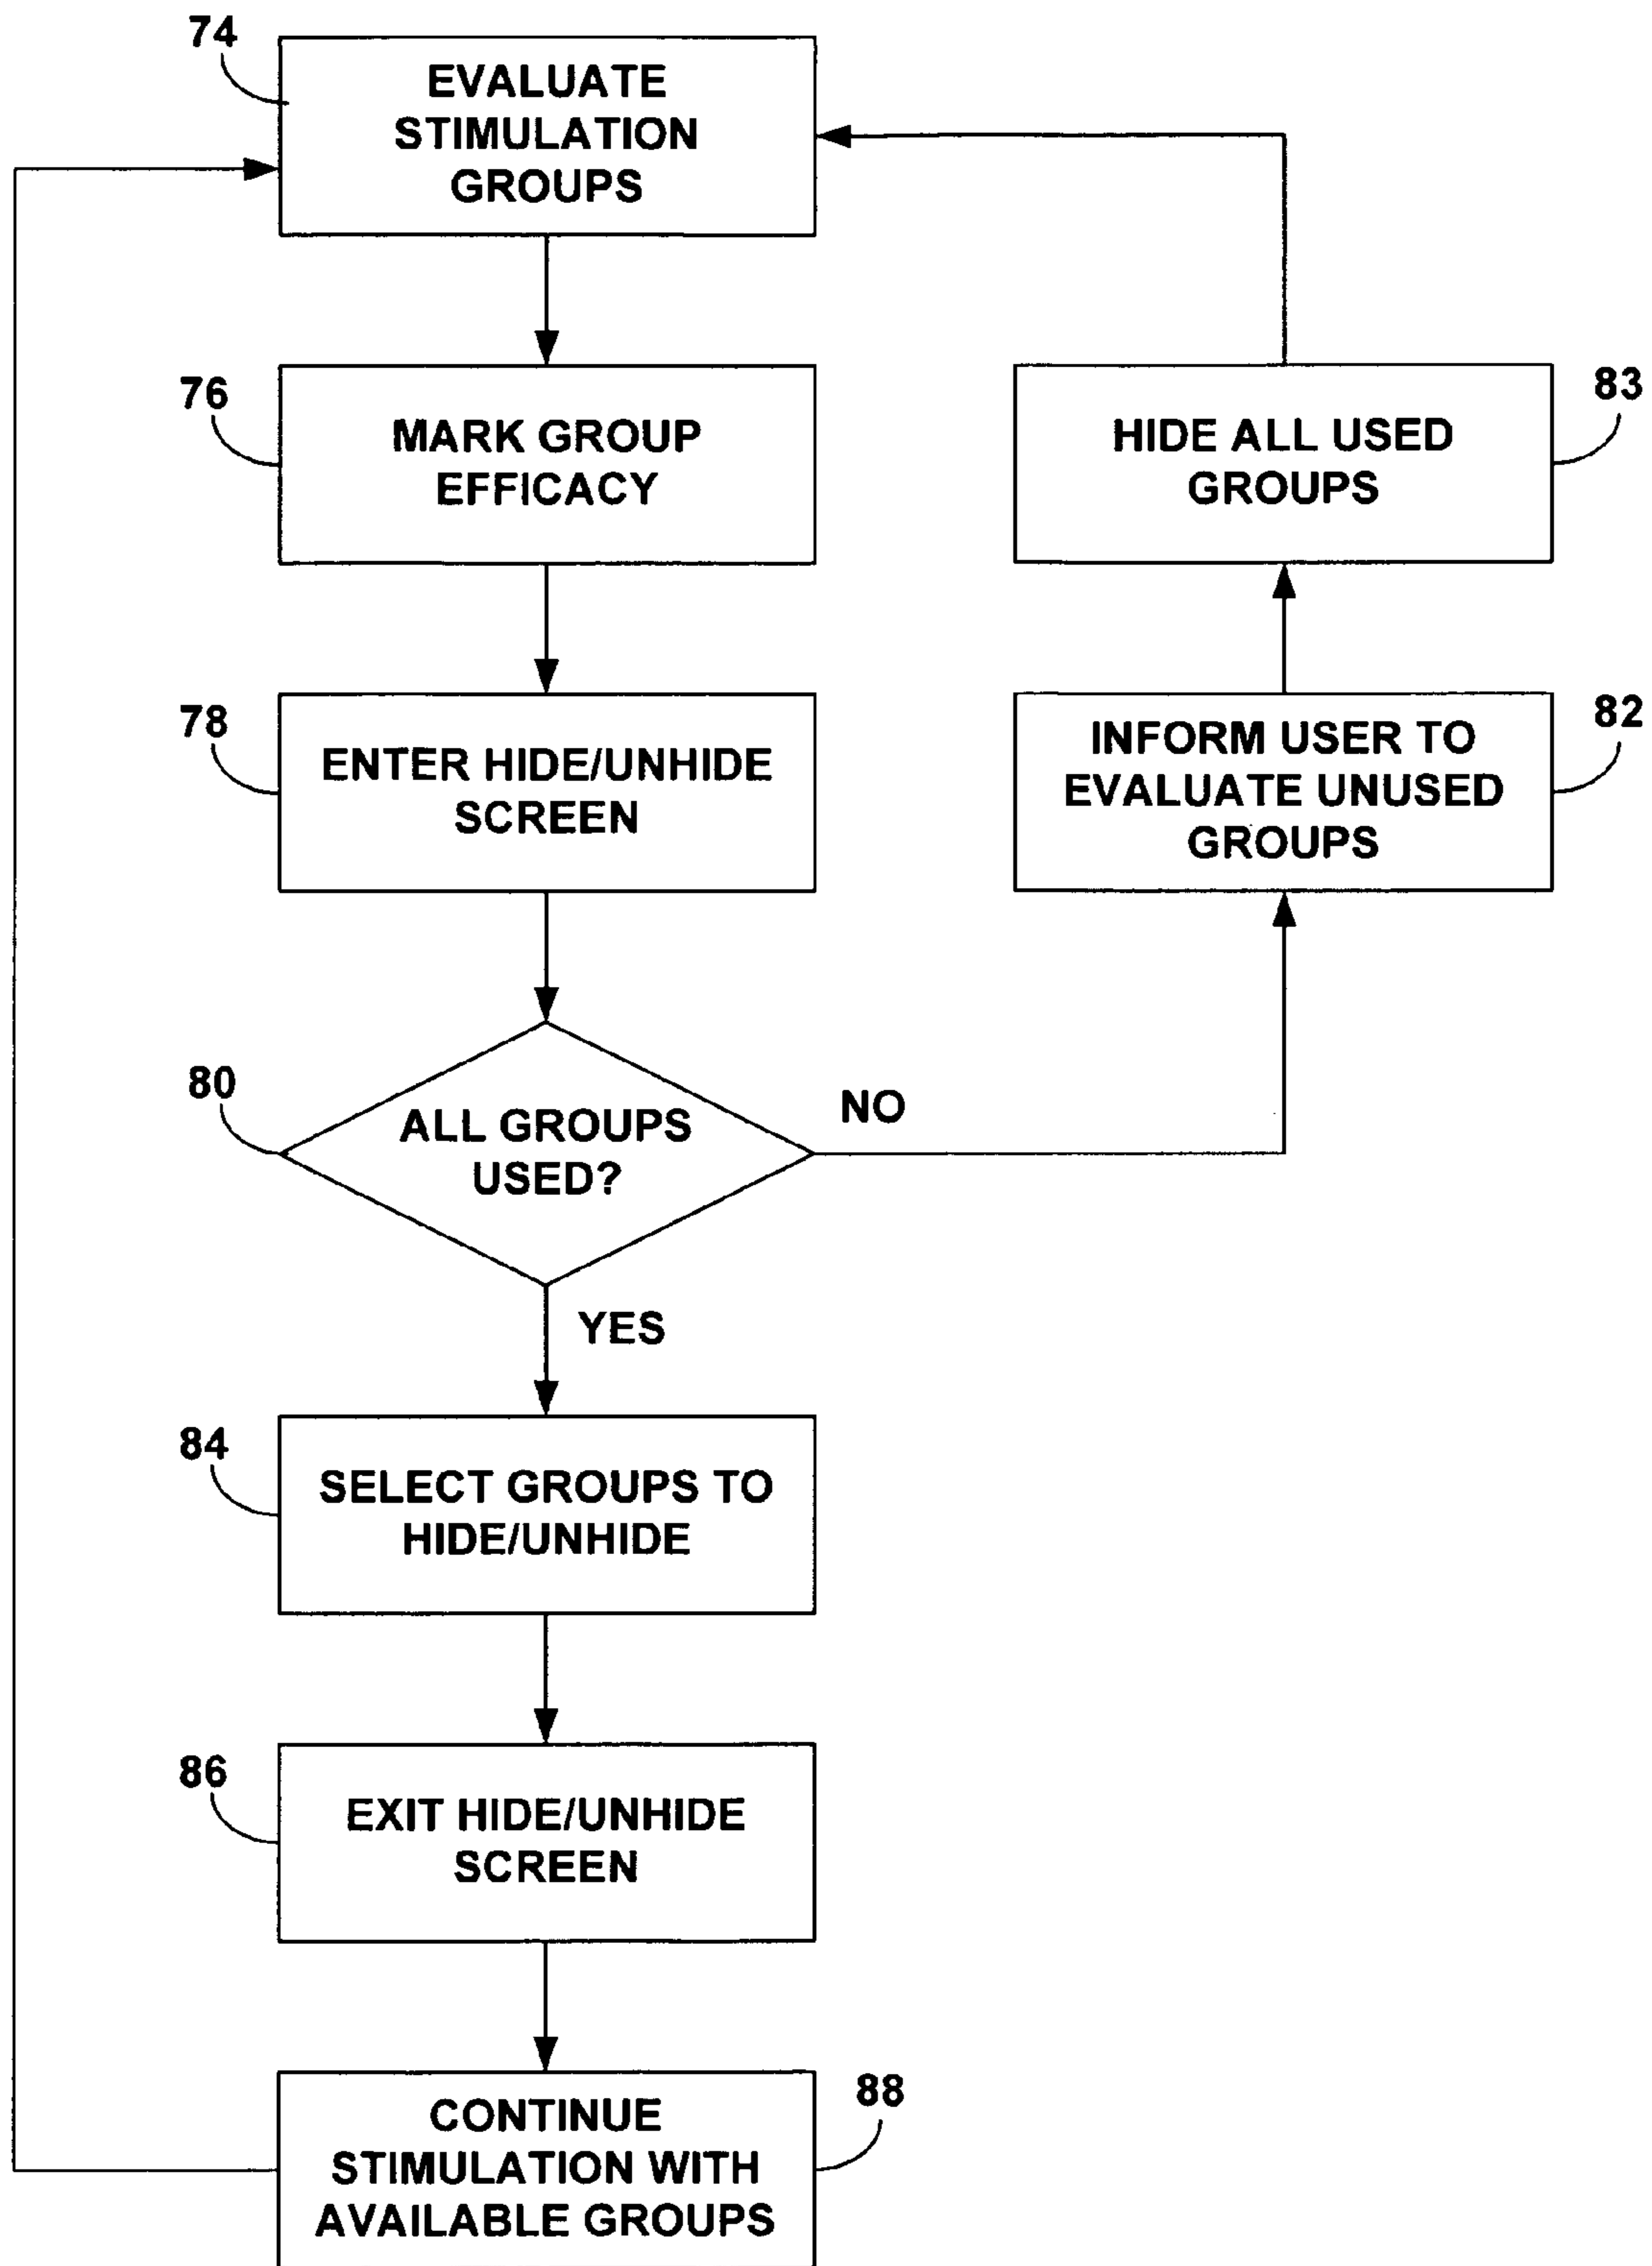 74
EVALUATE
STIMULATION
GROUPS
76
MARK GROUP
EFFICACY
HIDE ALL USED
GROUPS
83
78
ENTER HIDE/UNHIDE
SCREEN
INFORM USER TO
EVALUATE UNUSED
GROUPS
82
80
ALL GROUPS
USED?
NO
YES
84
SELECT GROUPS TO
HIDE/UNHIDE
86
EXIT HIDE/UNHIDE
SCREEN
88
CONTINUE
STIMULATION WITH
AVAILABLE GROUPS